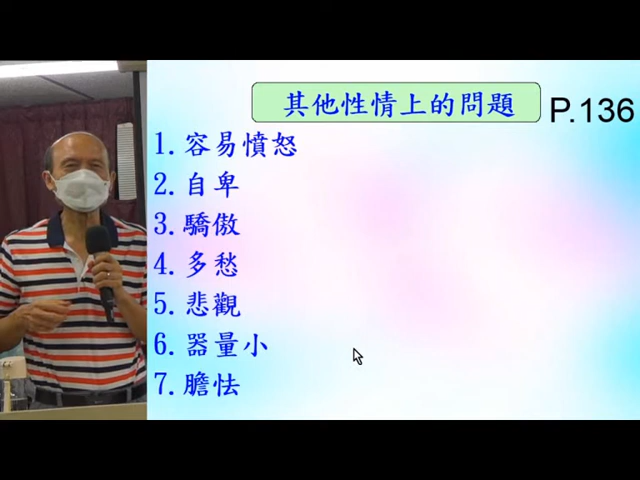 其他性情上的問題 P.136
1.容易憤怒
2.自卑
3.驕傲
4.多愁
5.悲觀
6.器量小
7.膽怯